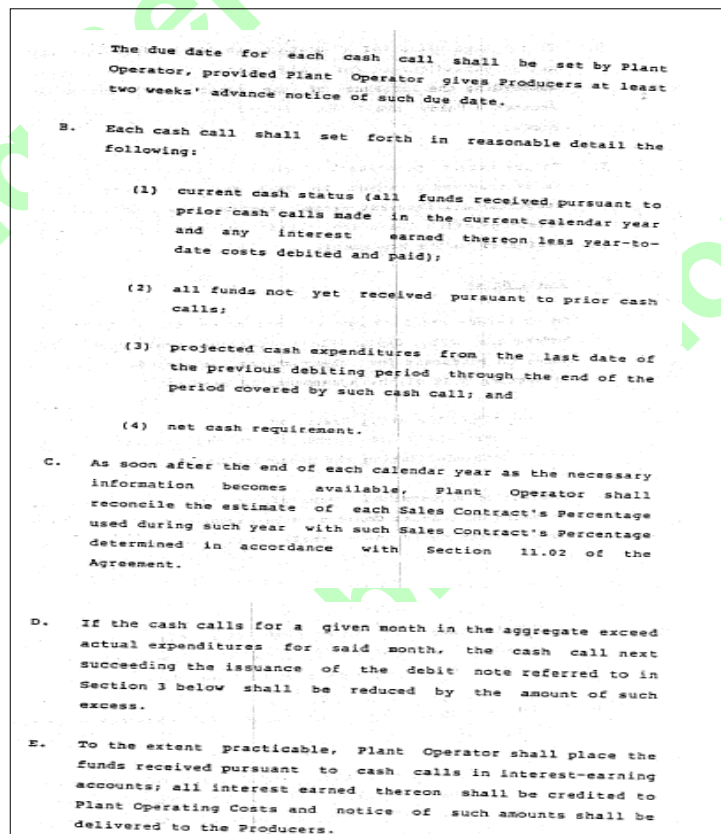 The due date for each cash call shall be set by Plant
Operator, provided Plant Operator gives Producers at least
two weeks' advance notice of such due date.
B. Each cash call shall set forth in reasonable detail the
following:
(1) current cash status (all funds received pursuant to
prior cash calls made in the current calendar year
and any interest earned thereon less year-to-
date costs debited and paid);
(2) all funds not yet received pursuant to prior cash
calls;
(3) projected cash expenditures from the last date of
the previous debiting period through the end of the
period covered by such cash call; and
(4) net cash requirement.
C. As soon after the end of each calendar year as the necessary
information becomes available, Plant Operator shall
reconcile the estimate of each Sales Contract's Percentage
used during such year with such Sales Contract's Percentage
determined in accordance with Section 11.02 of the
Agreement.
D. If the cash calls for a given month in the aggregate exceed
actual expenditures for said month, the cash call next
succeeding the issuance of the debit note referred to in
Section 3 below shall be reduced by the amount of such
excess.
E. To the extent practicable, Plant Operator shall place the
funds received pursuant to cash calls in interest-earning
accounts; all interest earned thereon shall be credited to
Plant Operating Costs and notice of such amounts shall be
delivered to the Producers.